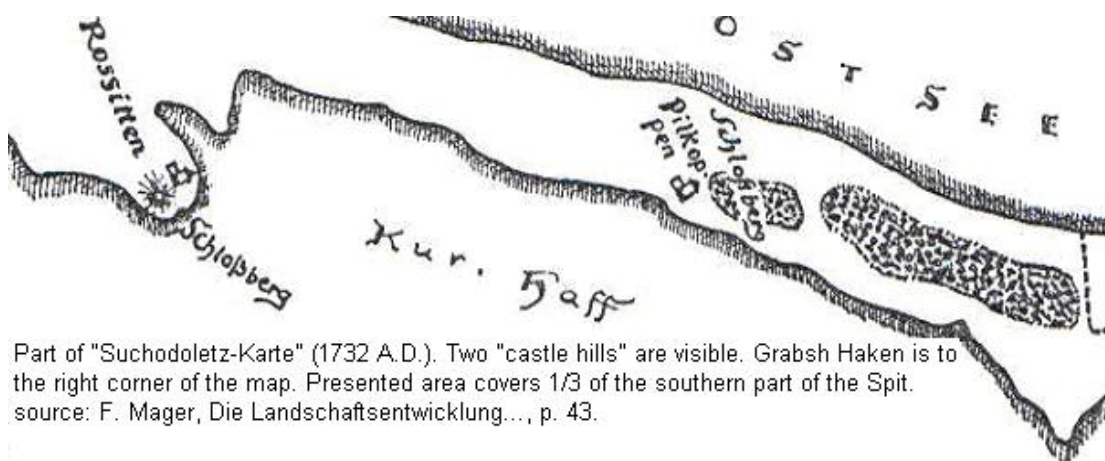 OSTSEE
Rossitten
Schloßberg
Pilkop-
pen
Schloßberg
Kur. Haff
Part of "Suchodoletz-Karte" (1732 A.D.). Two "castle hills" are visible. Grabsh Haken is to
the right corner of the map. Presented area covers 1/3 of the southern part of the Spit.
source: F. Mager, Die Landschaftsentwicklung..., p. 43.